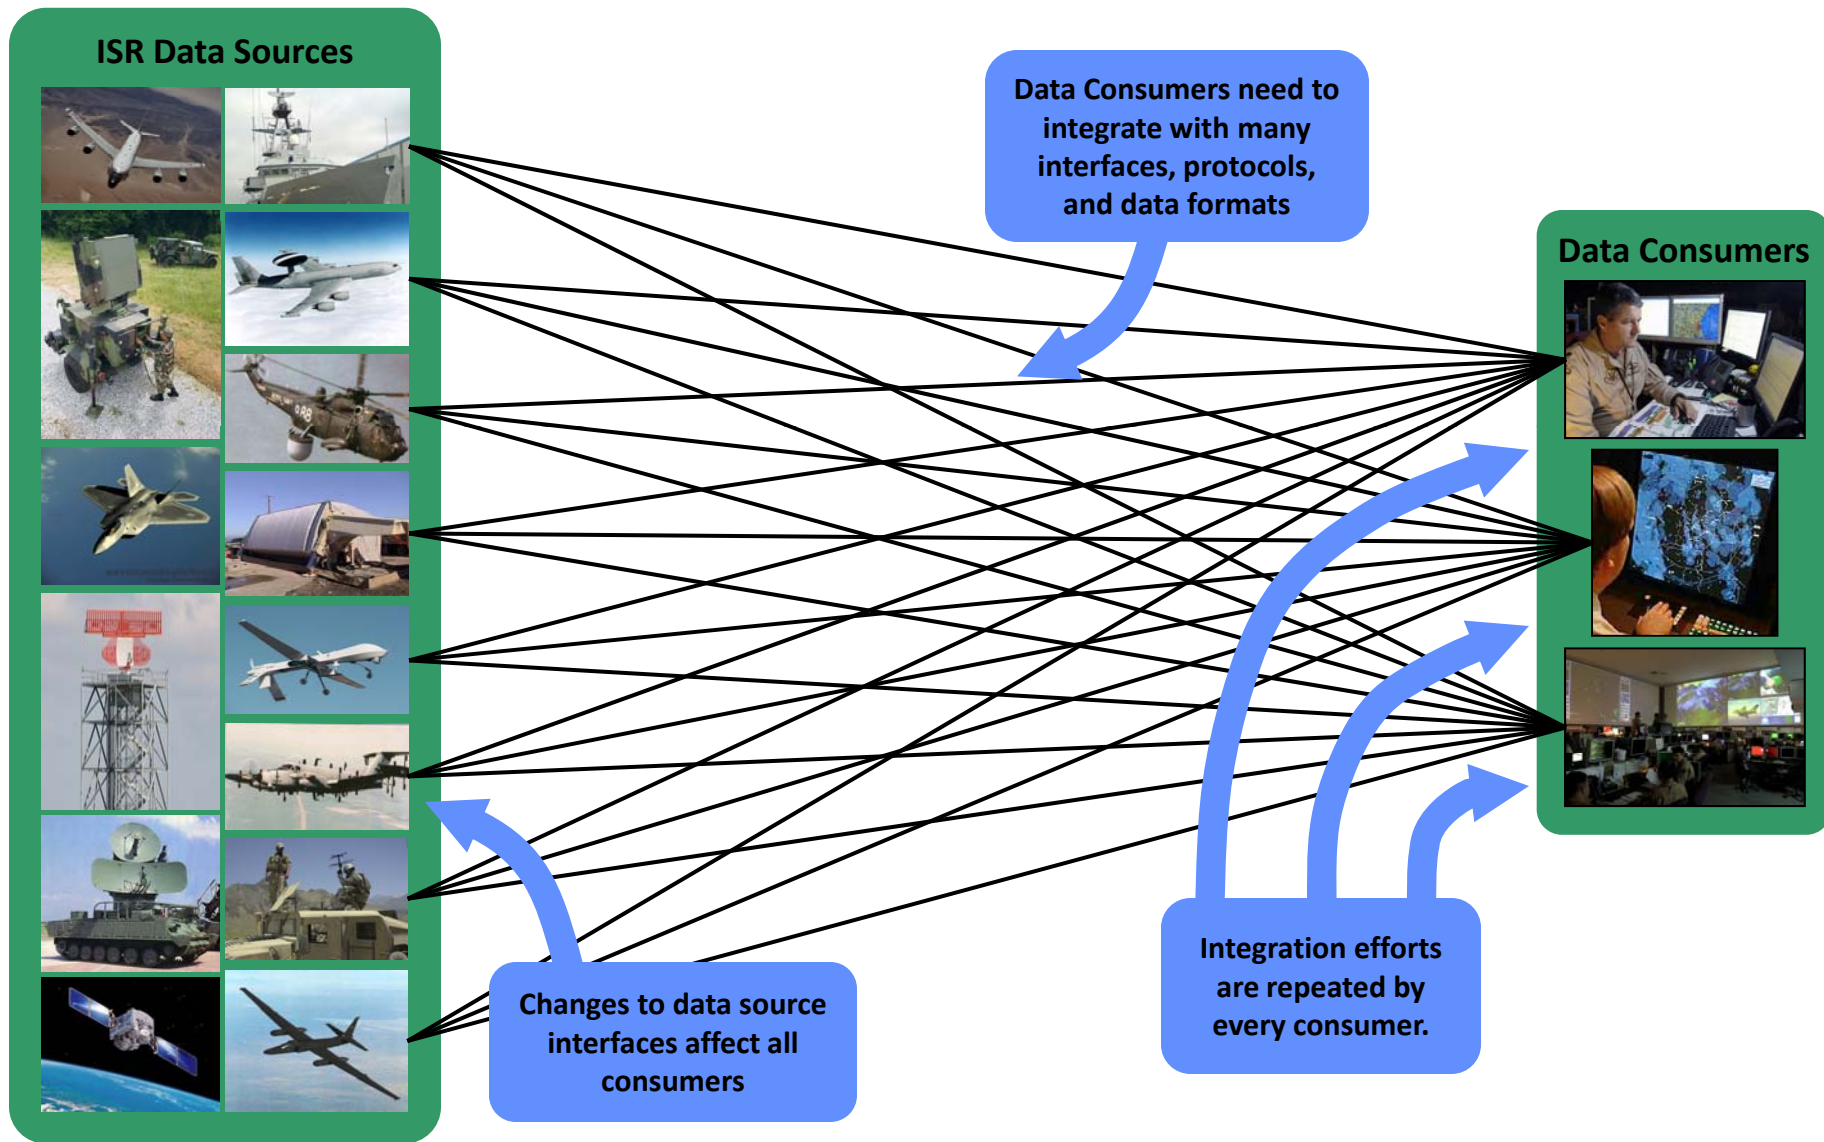 ISR Data Sources
Data Consumers need to
integrate with many
interfaces, protocols,
and data formats
Data Consumers
Changes to data source
interfaces affect all
consumers
Integration efforts
are repeated by
every consumer.